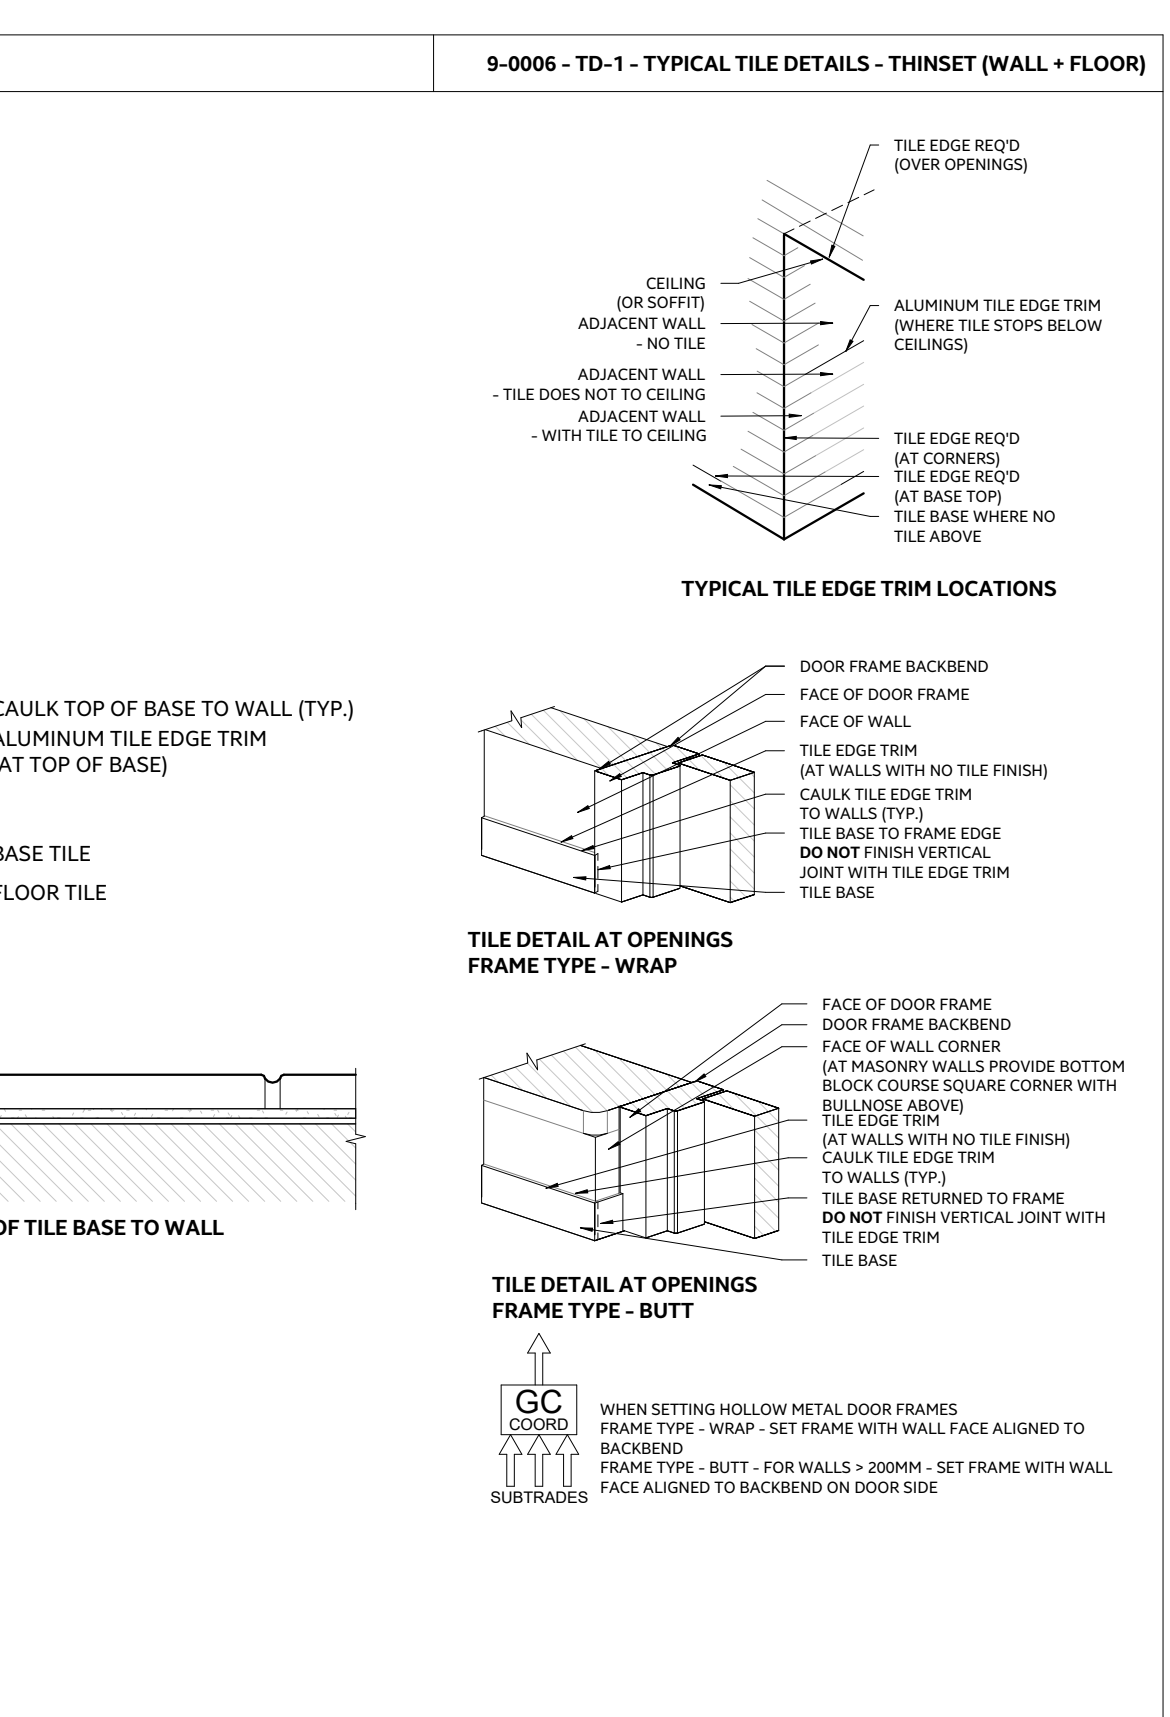 9-0006 - TD-1 - TYPICAL TILE DETAILS - THINSET (WALL + FLOOR)
TILE EDGE REQ'D
(OVER OPENINGS)
CEILING
(OR SOFFIT)
ADJACENT WALL
- NO TILE
ADJACENT WALL
- TILE DOES NOT TO CEILING
ADJACENT WALL
- WITH TILE TO CEILING
ALUMINUM TILE EDGE TRIM
(WHERE TILE STOPS BELOW
CEILINGS)
TILE EDGE REQ'D
(AT CORNERS)
TILE EDGE REQ'D
(AT BASE TOP)
TILE BASE WHERE NO
TILE ABOVE
TYPICAL TILE EDGE TRIM LOCATIONS
CAULK TOP OF BASE TO WALL (TYP.)
ALUMINUM TILE EDGE TRIM
(AT TOP OF BASE)
BASE TILE
FLOOR TILE
OF TILE BASE TO WALL
DOOR FRAME BACKBEND
FACE OF DOOR FRAME
FACE OF WALL
TILE EDGE TRIM
(AT WALLS WITH NO TILE FINISH)
CAULK TILE EDGE TRIM
TO WALLS (TYP.)
TILE BASE TO FRAME EDGE
DO NOT FINISH VERTICAL
JOINT WITH TILE EDGE TRIM
TILE BASE
TILE DETAIL AT OPENINGS
FRAME TYPE - WRAP
FACE OF DOOR FRAME
DOOR FRAME BACKBEND
FACE OF WALL CORNER
(AT MASONRY WALLS PROVIDE BOTTOM
BLOCK COURSE SQUARE CORNER WITH
BULLNOSE ABOVE)
TILE EDGE TRIM
(AT WALLS WITH NO TILE FINISH)
CAULK TILE EDGE TRIM
TO WALLS (TYP.)
TILE BASE RETURNED TO FRAME
DO NOT FINISH VERTICAL JOINT WITH
TILE EDGE TRIM
TILE BASE
TILE DETAIL AT OPENINGS
FRAME TYPE - BUTT
GC
COORD
SUBTRADES
WHEN SETTING HOLLOW METAL DOOR FRAMES
FRAME TYPE - WRAP - SET FRAME WITH WALL FACE ALIGNED TO
BACKBEND
FRAME TYPE - BUTT - FOR WALLS > 200MM - SET FRAME WITH WALL
FACE ALIGNED TO BACKBEND ON DOOR SIDE